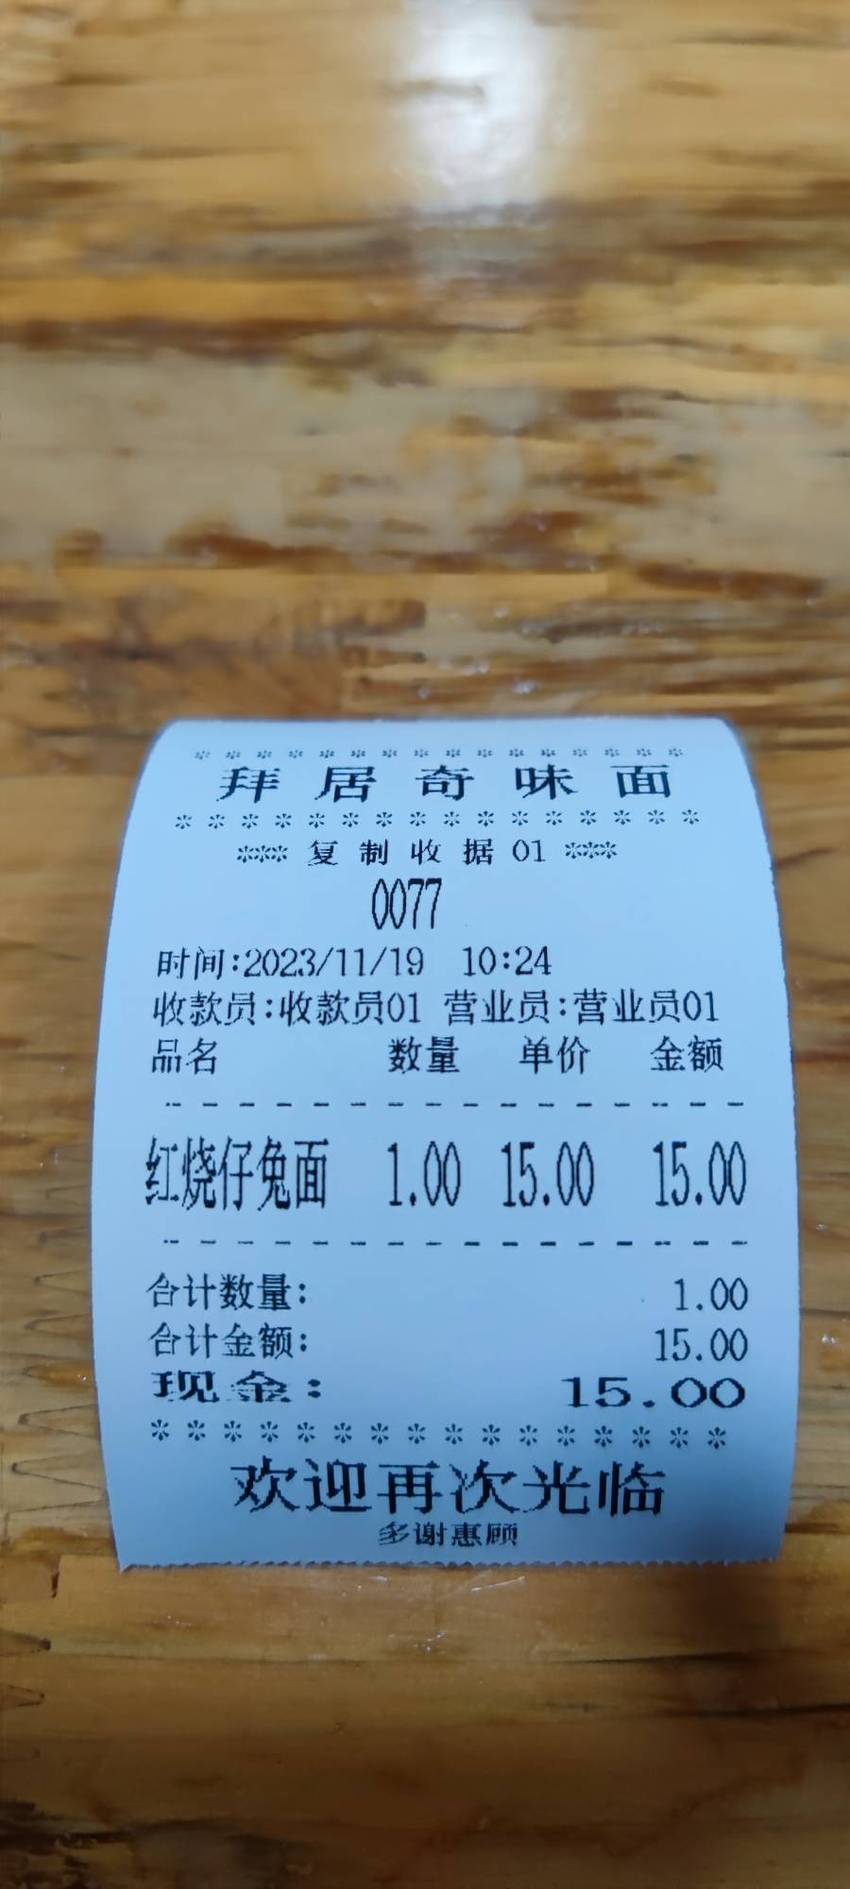 * * * * * * * * * * * * * * * *
拜居奇味面
* * * * * * * * * * * * * * * * *
*** 复制收据 01 ***
0077
时间:2023/11/19 10:24
收款员:收款员01 营业员:营业员01
品名 数量 单价 金额
- - - - - - - - - - - - - - - -
红烧仔兔面 1.00 15.00 15.00
- - - - - - - - - - - - - - - -
合计数量: 1.00
合计金额: 15.00
现金: 15.00
* * * * * * * * * * * * * * * *
欢迎再次光临
多谢惠顾